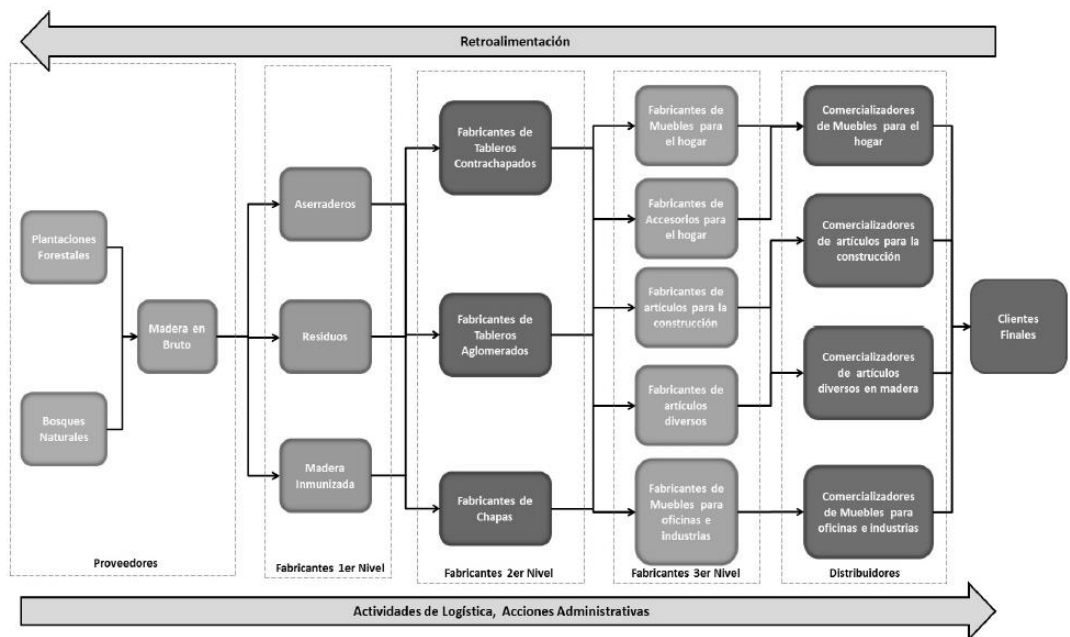 Retroalimentación
Plantaciones
Forestales
Bosques
Naturales
Madera en
Bruto
Proveedores
Aserraderos
Residuos
Madera
Inmunizada
Fabricantes 1er Nivel
Fabricantes de
Tableros
Contrachapados
Fabricantes de
Tableros
Aglomerados
Fabricantes de
Chapas
Fabricantes 2er Nivel
Fabricantes de
Muebles para
el hogar
Fabricantes de
Accesorios para
el hogar
Fabricantes de
artículos para la
construcción
Fabricantes de
artículos
diversos
Fabricantes de
Muebles para
oficinas e
industrias
Fabricantes 3er Nivel
Comercializadores
de Muebles para el
hogar
Comercializadores
de artículos para la
construcción
Comercializadores
de artículos
diversos en madera
Comercializadores
de Muebles para
oficinas e industrias
Distribuidores
Clientes
Finales
Actividades de Logística, Acciones Administrativas